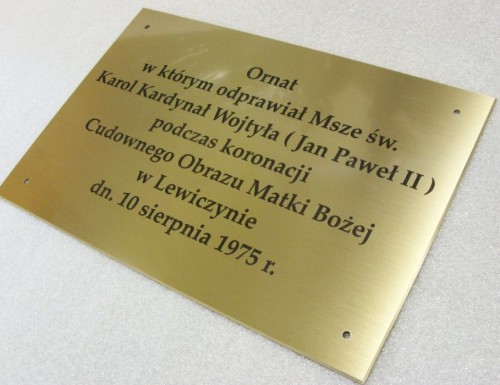 Ornat
w którym odprawiał Msze św.
Karol Kardynał Wojtyła ( Jan Paweł II )
podczas koronacji
Cudownego Obrazu Matki Bożej
w Lewiczynie
dn. 10 sierpnia 1975 r.